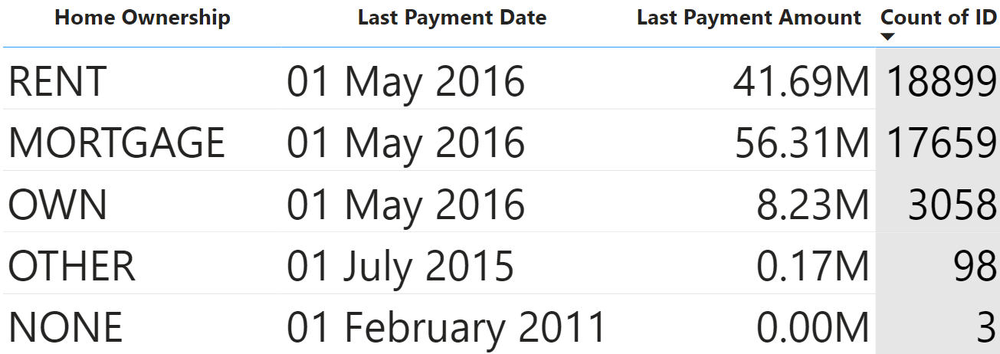 Home Ownership Last Payment Date Last Payment Amount Count of ID
RENT 01 May 2016 41.69M 18899
MORTGAGE 01 May 2016 56.31M 17659
OWN 01 May 2016 8.23M 3058
OTHER 01 July 2015 0.17M 98
NONE 01 February 2011 0.00M 3